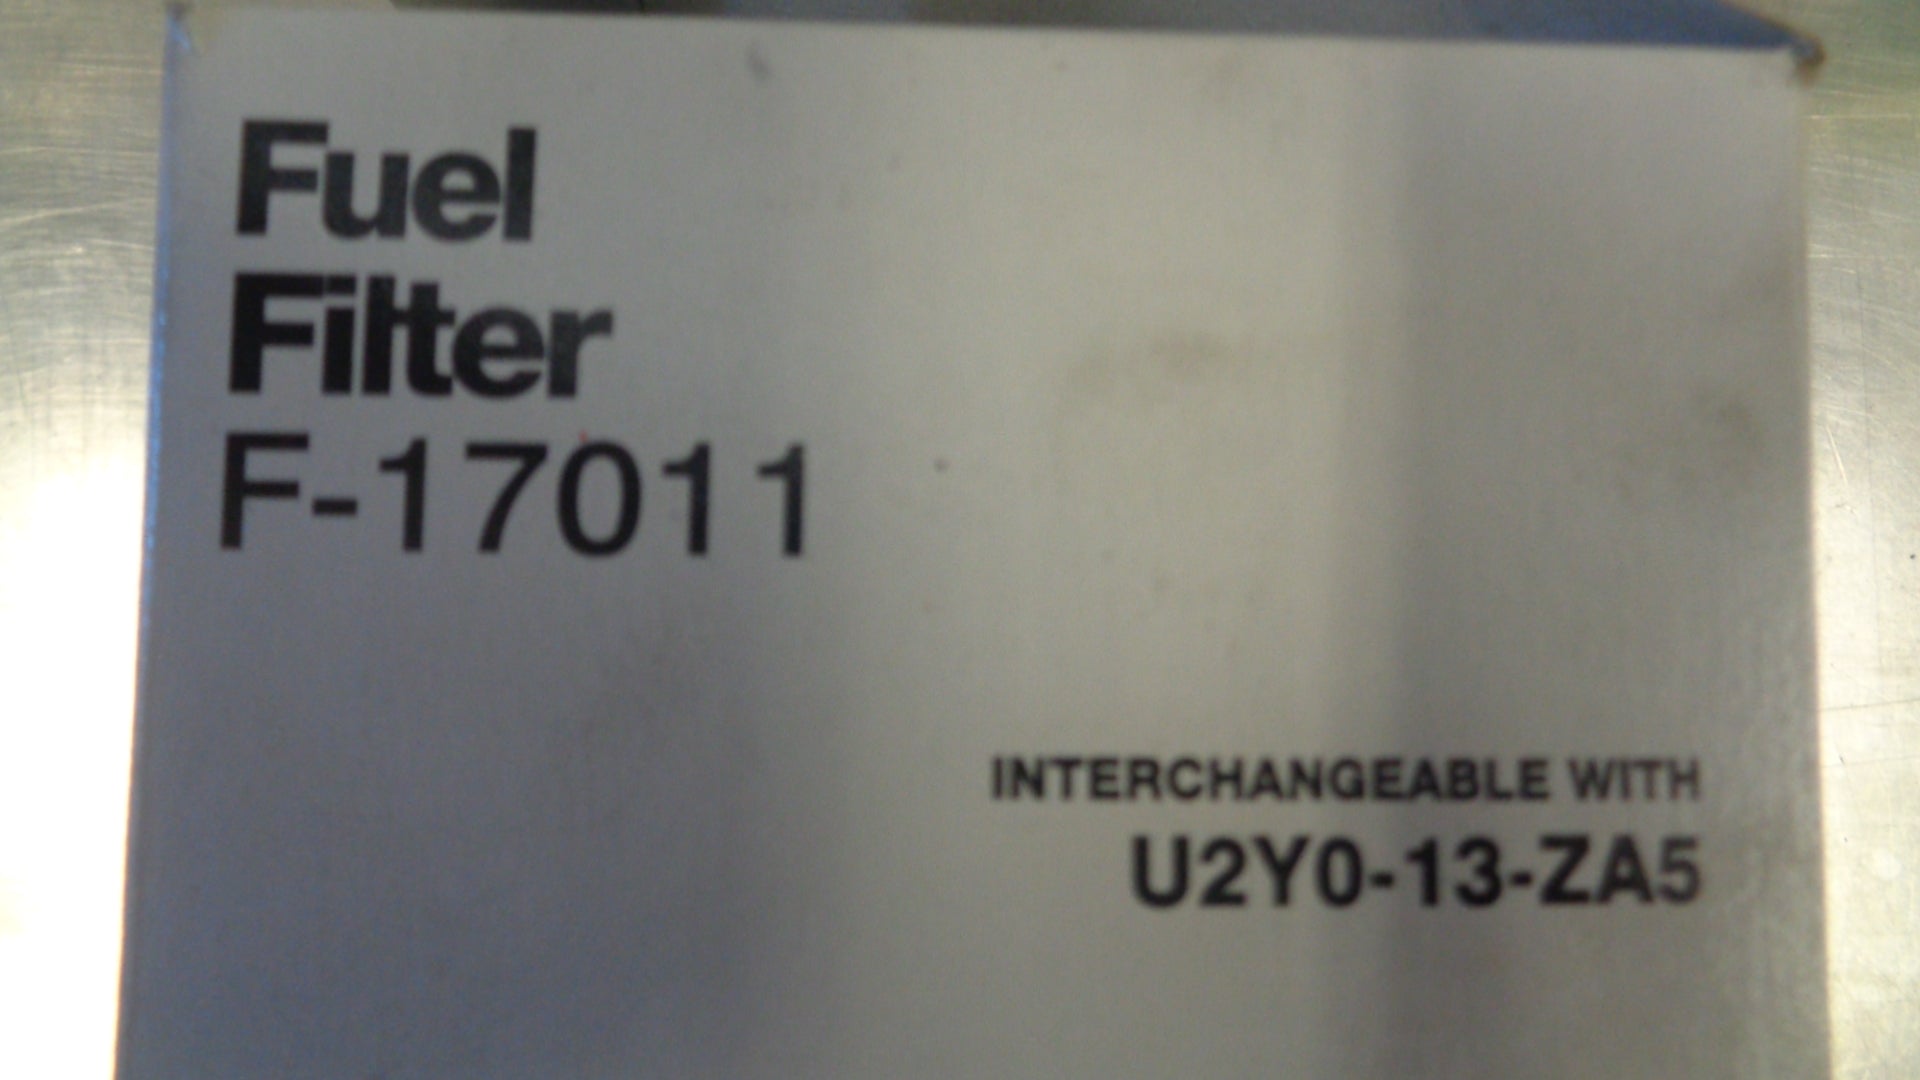 Fuel
Filter
F-17011
INTERCHANGEABLE WITH
U2Y0-13-ZA5